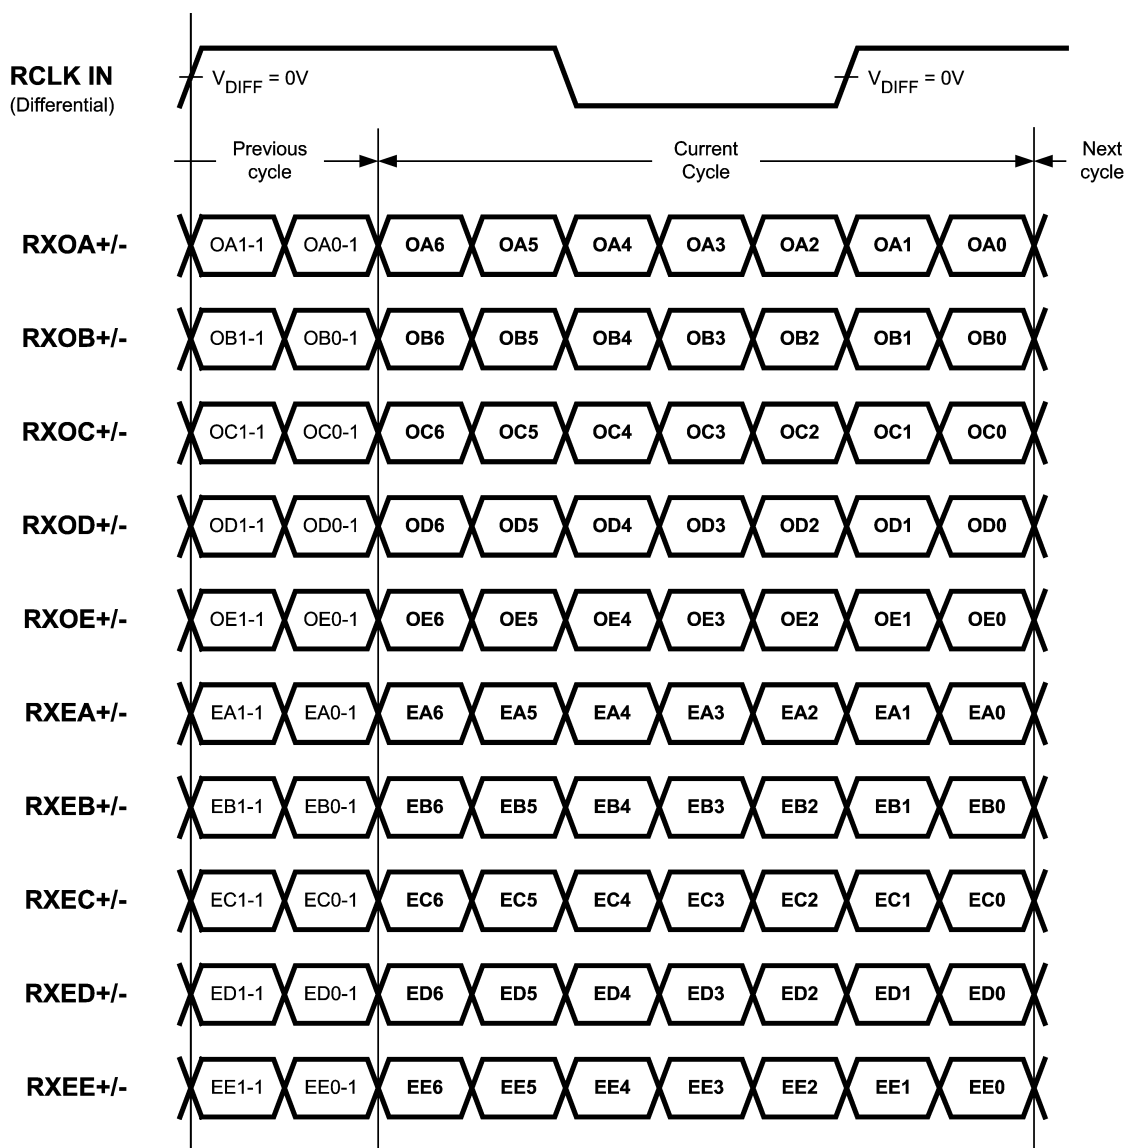 RCLK IN
(Differential)
VDIFF = 0V
VDIFF = 0V
Previous
cycle
Current
Cycle
Next
cycle
RXOA+/- OA1-1 OA0-1 OA6 OA5 OA4 OA3 OA2 OA1 OA0
RXOB+/- OB1-1 OB0-1 OB6 OB5 OB4 OB3 OB2 OB1 OB0
RXOC+/- OC1-1 OC0-1 OC6 OC5 OC4 OC3 OC2 OC1 OC0
RXOD+/- OD1-1 OD0-1 OD6 OD5 OD4 OD3 OD2 OD1 OD0
RXOE+/- OE1-1 OE0-1 OE6 OE5 OE4 OE3 OE2 OE1 OE0
RXEA+/- EA1-1 EA0-1 EA6 EA5 EA4 EA3 EA2 EA1 EA0
RXEB+/- EB1-1 EB0-1 EB6 EB5 EB4 EB3 EB2 EB1 EB0
RXEC+/- EC1-1 EC0-1 EC6 EC5 EC4 EC3 EC2 EC1 EC0
RXED+/- ED1-1 ED0-1 ED6 ED5 ED4 ED3 ED2 ED1 ED0
RXEE+/- EE1-1 EE0-1 EE6 EE5 EE4 EE3 EE2 EE1 EE0